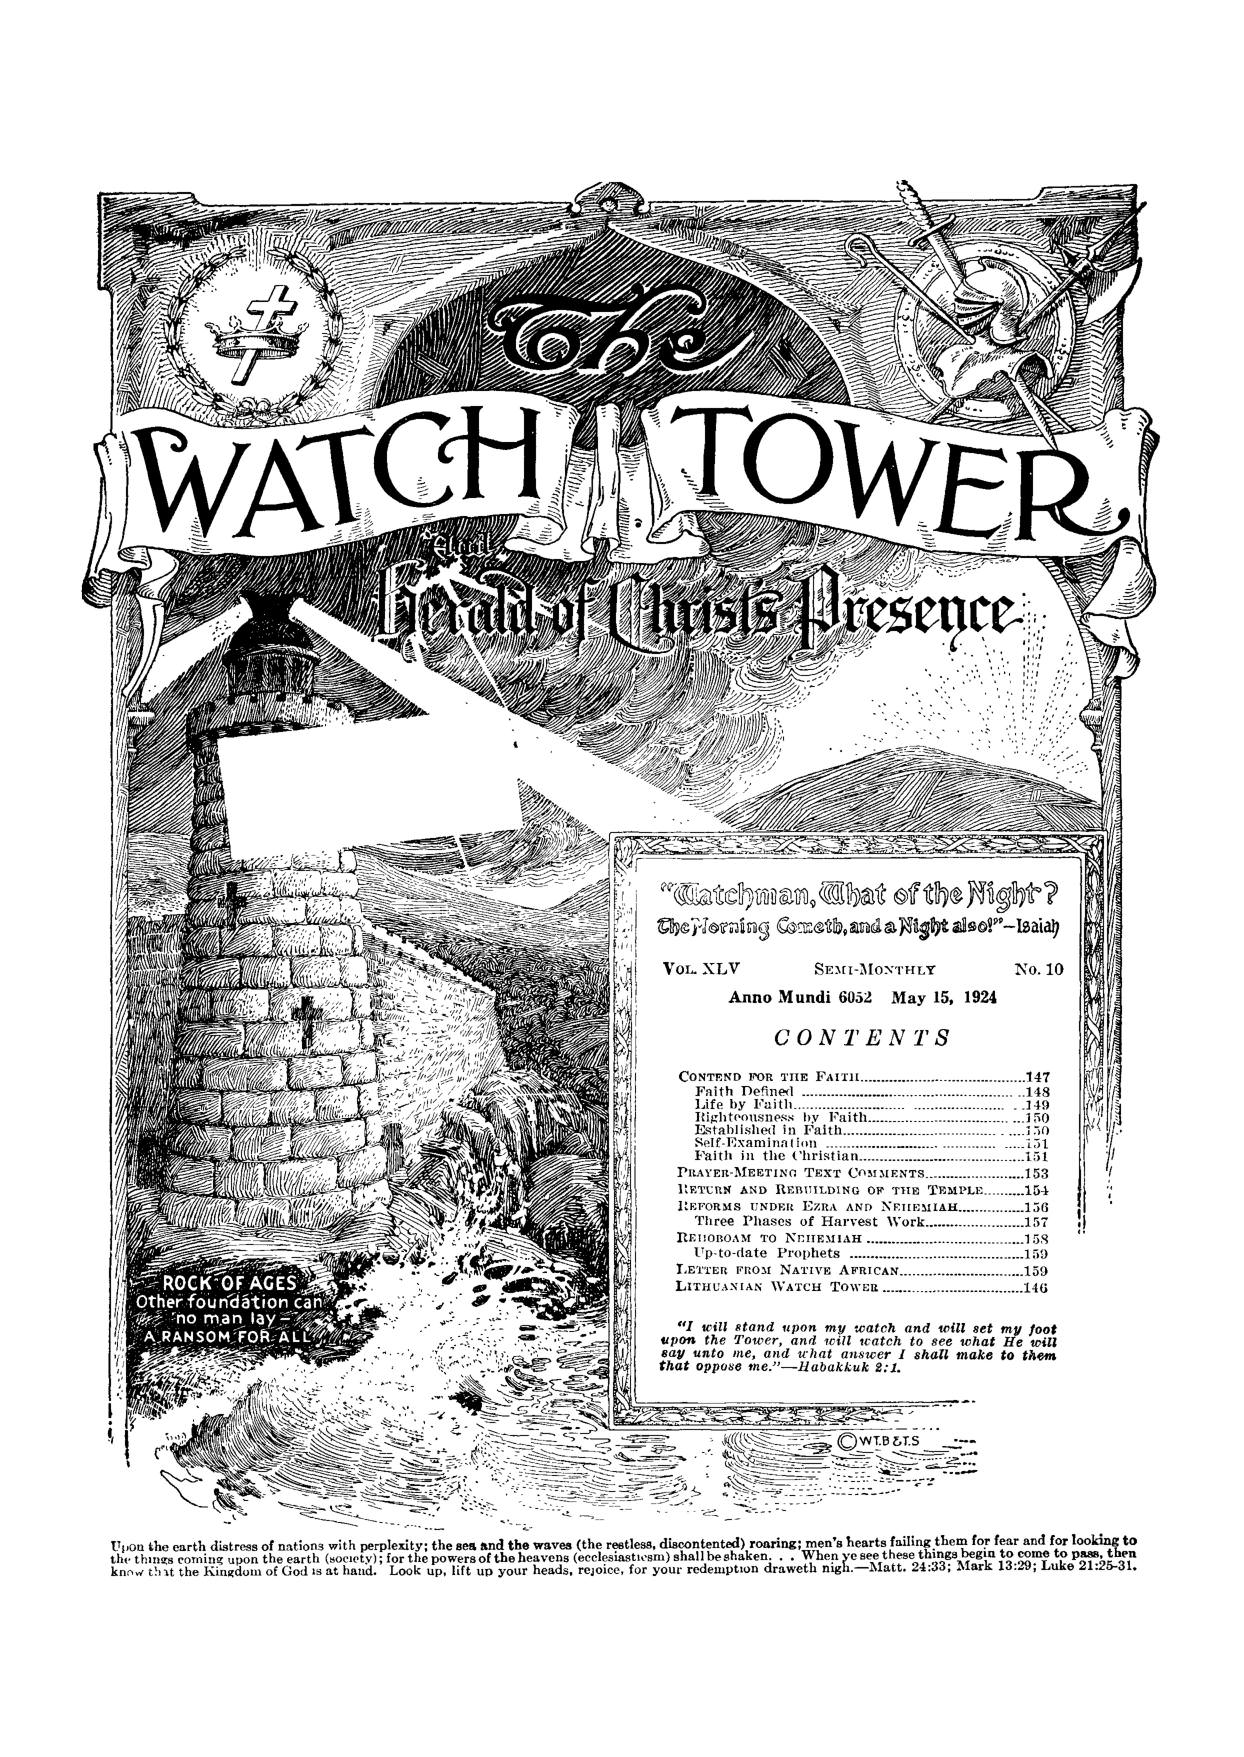 The
WATCH TOWER
And
Herald of Christ's Presence
"Watchman, What of the Night?
The Morning Cometh, and a Night also!"—Isaiah
VOL. XLV SEMI-MONTHLY No. 10
Anno Mundi 6052 May 15, 1924
CONTENTS
CONTEND FOR THE FAITH 147
Faith Defined 148
Life by Faith 149
Righteousness by Faith 150
Established in Faith 150
Self-Examination 151
Faith in the Christian 151
PRAYER-MEETING TEXT COMMENTS 153
RETURN AND REBUILDING OF THE TEMPLE 154
REFORMS UNDER EZRA AND NEHEMIAH 156
Three Phases of Harvest Work 157
REHOBOAM TO NEHEMIAH 158
Up-to-date Prophets 159
LETTER FROM NATIVE AFRICAN 159
LITHUANIAN WATCH TOWER 146
"I will stand upon my watch and will set my foot
upon the Tower, and will watch to see what He will
say unto me, and what answer I shall make to them
that oppose me."—Habakkuk 2:1.
ROCK OF AGES
Other foundation can
no man lay—
A RANSOM FOR ALL
©W.T.B.&T.S
Upon the earth distress of nations with perplexity; the sea and the waves (the restless, discontented) roaring; men's hearts failing them for fear and for looking to
the things coming upon the earth (society); for the powers of the heavens (ecclesiasticsm) shall be shaken. . . When ye see these things begin to come to pass, then
know that the Kingdom of God is at hand. Look up, lift up your heads, rejoice, for your redemption draweth nigh.—Matt. 24:33; Mark 13:29; Luke 21:25-31.